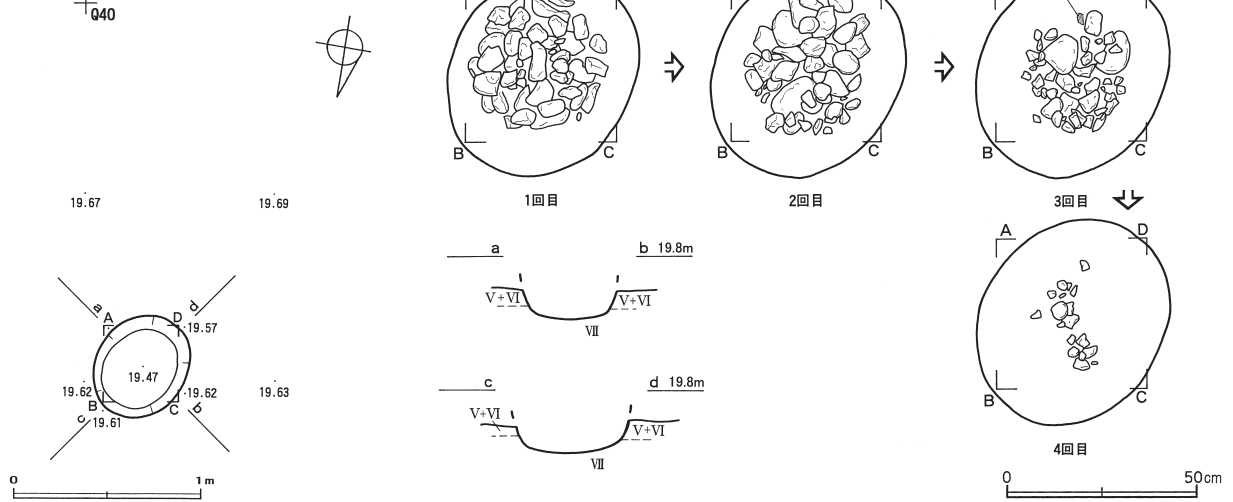 Q40
B
C
1回目
B
C
2回目
B
C
3回目
19.67
19.69
a
b 19.8m
V+VI
V+VI
VII
a
d
A
D
19.57
19.47
19.62
19.62
19.63
B
C
19.61
c
b
c
d 19.8m
V+VI
V+VI
VII
A
D
B
C
4回目
0
1m
0
50cm